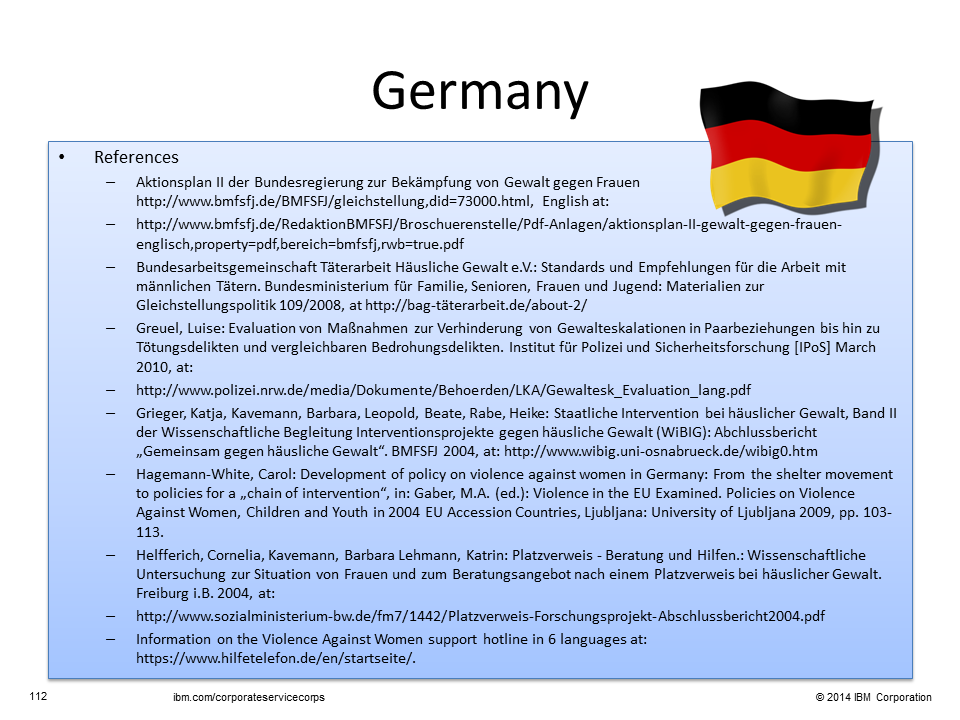 Germany
• References
– Aktionsplan II der Bundesregierung zur Bekämpfung von Gewalt gegen Frauen
http://www.bmfsfj.de/BMFSFJ/gleichstellung,did=73000.html, English at:
– http://www.bmfsfj.de/RedaktionBMFSFJ/Broschuerenstelle/Pdf-Anlagen/aktionsplan-II-gewalt-gegen-frauen-
englisch,property=pdf,bereich=bmfsfj,rwb=true.pdf
– Bundesarbeitsgemeinschaft Täterarbeit Häusliche Gewalt e.V.: Standards und Empfehlungen für die Arbeit mit
männlichen Tätern. Bundesministerium für Familie, Senioren, Frauen und Jugend: Materialien zur
Gleichstellungspolitik 109/2008, at http://bag-täterarbeit.de/about-2/
– Greuel, Luise: Evaluation von Maßnahmen zur Verhinderung von Gewalteskalationen in Paarbeziehungen bis hin zu
Tötungsdelikten und vergleichbaren Bedrohungsdelikten. Institut für Polizei und Sicherheitsforschung [IPoS] March
2010, at:
– http://www.polizei.nrw.de/media/Dokumente/Behoerden/LKA/Gewaltesk_Evaluation_lang.pdf
– Grieger, Katja, Kavemann, Barbara, Leopold, Beate, Rabe, Heike: Staatliche Intervention bei häuslicher Gewalt, Band II
der Wissenschaftliche Begleitung Interventionsprojekte gegen häusliche Gewalt (WiBIG): Abchlussbericht
„Gemeinsam gegen häusliche Gewalt“. BMFSFJ 2004, at: http://www.wibig.uni-osnabrueck.de/wibig0.htm
– Hagemann-White, Carol: Development of policy on violence against women in Germany: From the shelter movement
to policies for a „chain of intervention“, in: Gaber, M.A. (ed.): Violence in the EU Examined. Policies on Violence
Against Women, Children and Youth in 2004 EU Accession Countries, Ljubljana: University of Ljubljana 2009, pp. 103-
113.
– Helfferich, Cornelia, Kavemann, Barbara Lehmann, Katrin: Platzverweis - Beratung und Hilfen.: Wissenschaftliche
Untersuchung zur Situation von Frauen und zum Beratungsangebot nach einem Platzverweis bei häuslicher Gewalt.
Freiburg i.B. 2004, at:
– http://www.sozialministerium-bw.de/fm7/1442/Platzverweis-Forschungsprojekt-Abschlussbericht2004.pdf
– Information on the Violence Against Women support hotline in 6 languages at:
https://www.hilfetelefon.de/en/startseite/.
112 ibm.com/corporateservicecorps © 2014 IBM Corporation